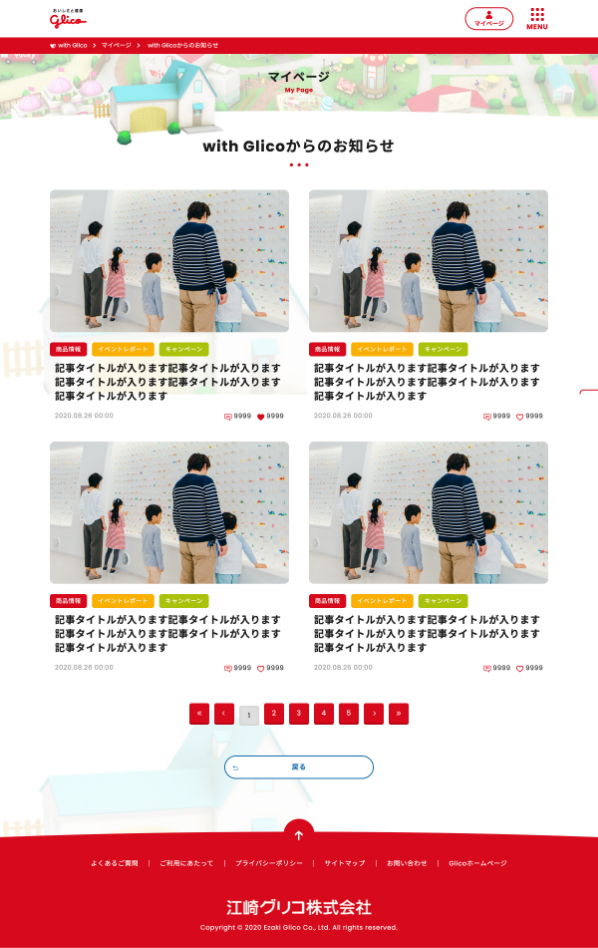 おいしさと健康
Glico
マイページ
MENU
with Glico > マイページ > with Glicoからのお知らせ
マイページ
My Page
with Glicoからのお知らせ
商品情報 イベントレポート キャンペーン
記事タイトルが入ります記事タイトルが入ります
記事タイトルが入ります記事タイトルが入ります
記事タイトルが入ります
2020.08.26 00:00 9999 9999
商品情報 イベントレポート キャンペーン
記事タイトルが入ります記事タイトルが入ります
記事タイトルが入ります記事タイトルが入ります
記事タイトルが入ります
2020.08.26 00:00 9999 9999
商品情報 イベントレポート キャンペーン
記事タイトルが入ります記事タイトルが入ります
記事タイトルが入ります記事タイトルが入ります
記事タイトルが入ります
2020.08.26 00:00 9999 9999
商品情報 イベントレポート キャンペーン
記事タイトルが入ります記事タイトルが入ります
記事タイトルが入ります記事タイトルが入ります
記事タイトルが入ります
2020.08.26 00:00 9999 9999
« ‹ 1 2 3 4 5 › »
戻る
よくあるご質問 | ご利用にあたって | プライバシーポリシー | サイトマップ | お問い合わせ | Glicoホームページ
江崎グリコ株式会社
Copyright © 2020 Ezaki Glico Co., Ltd. All rights reserved.